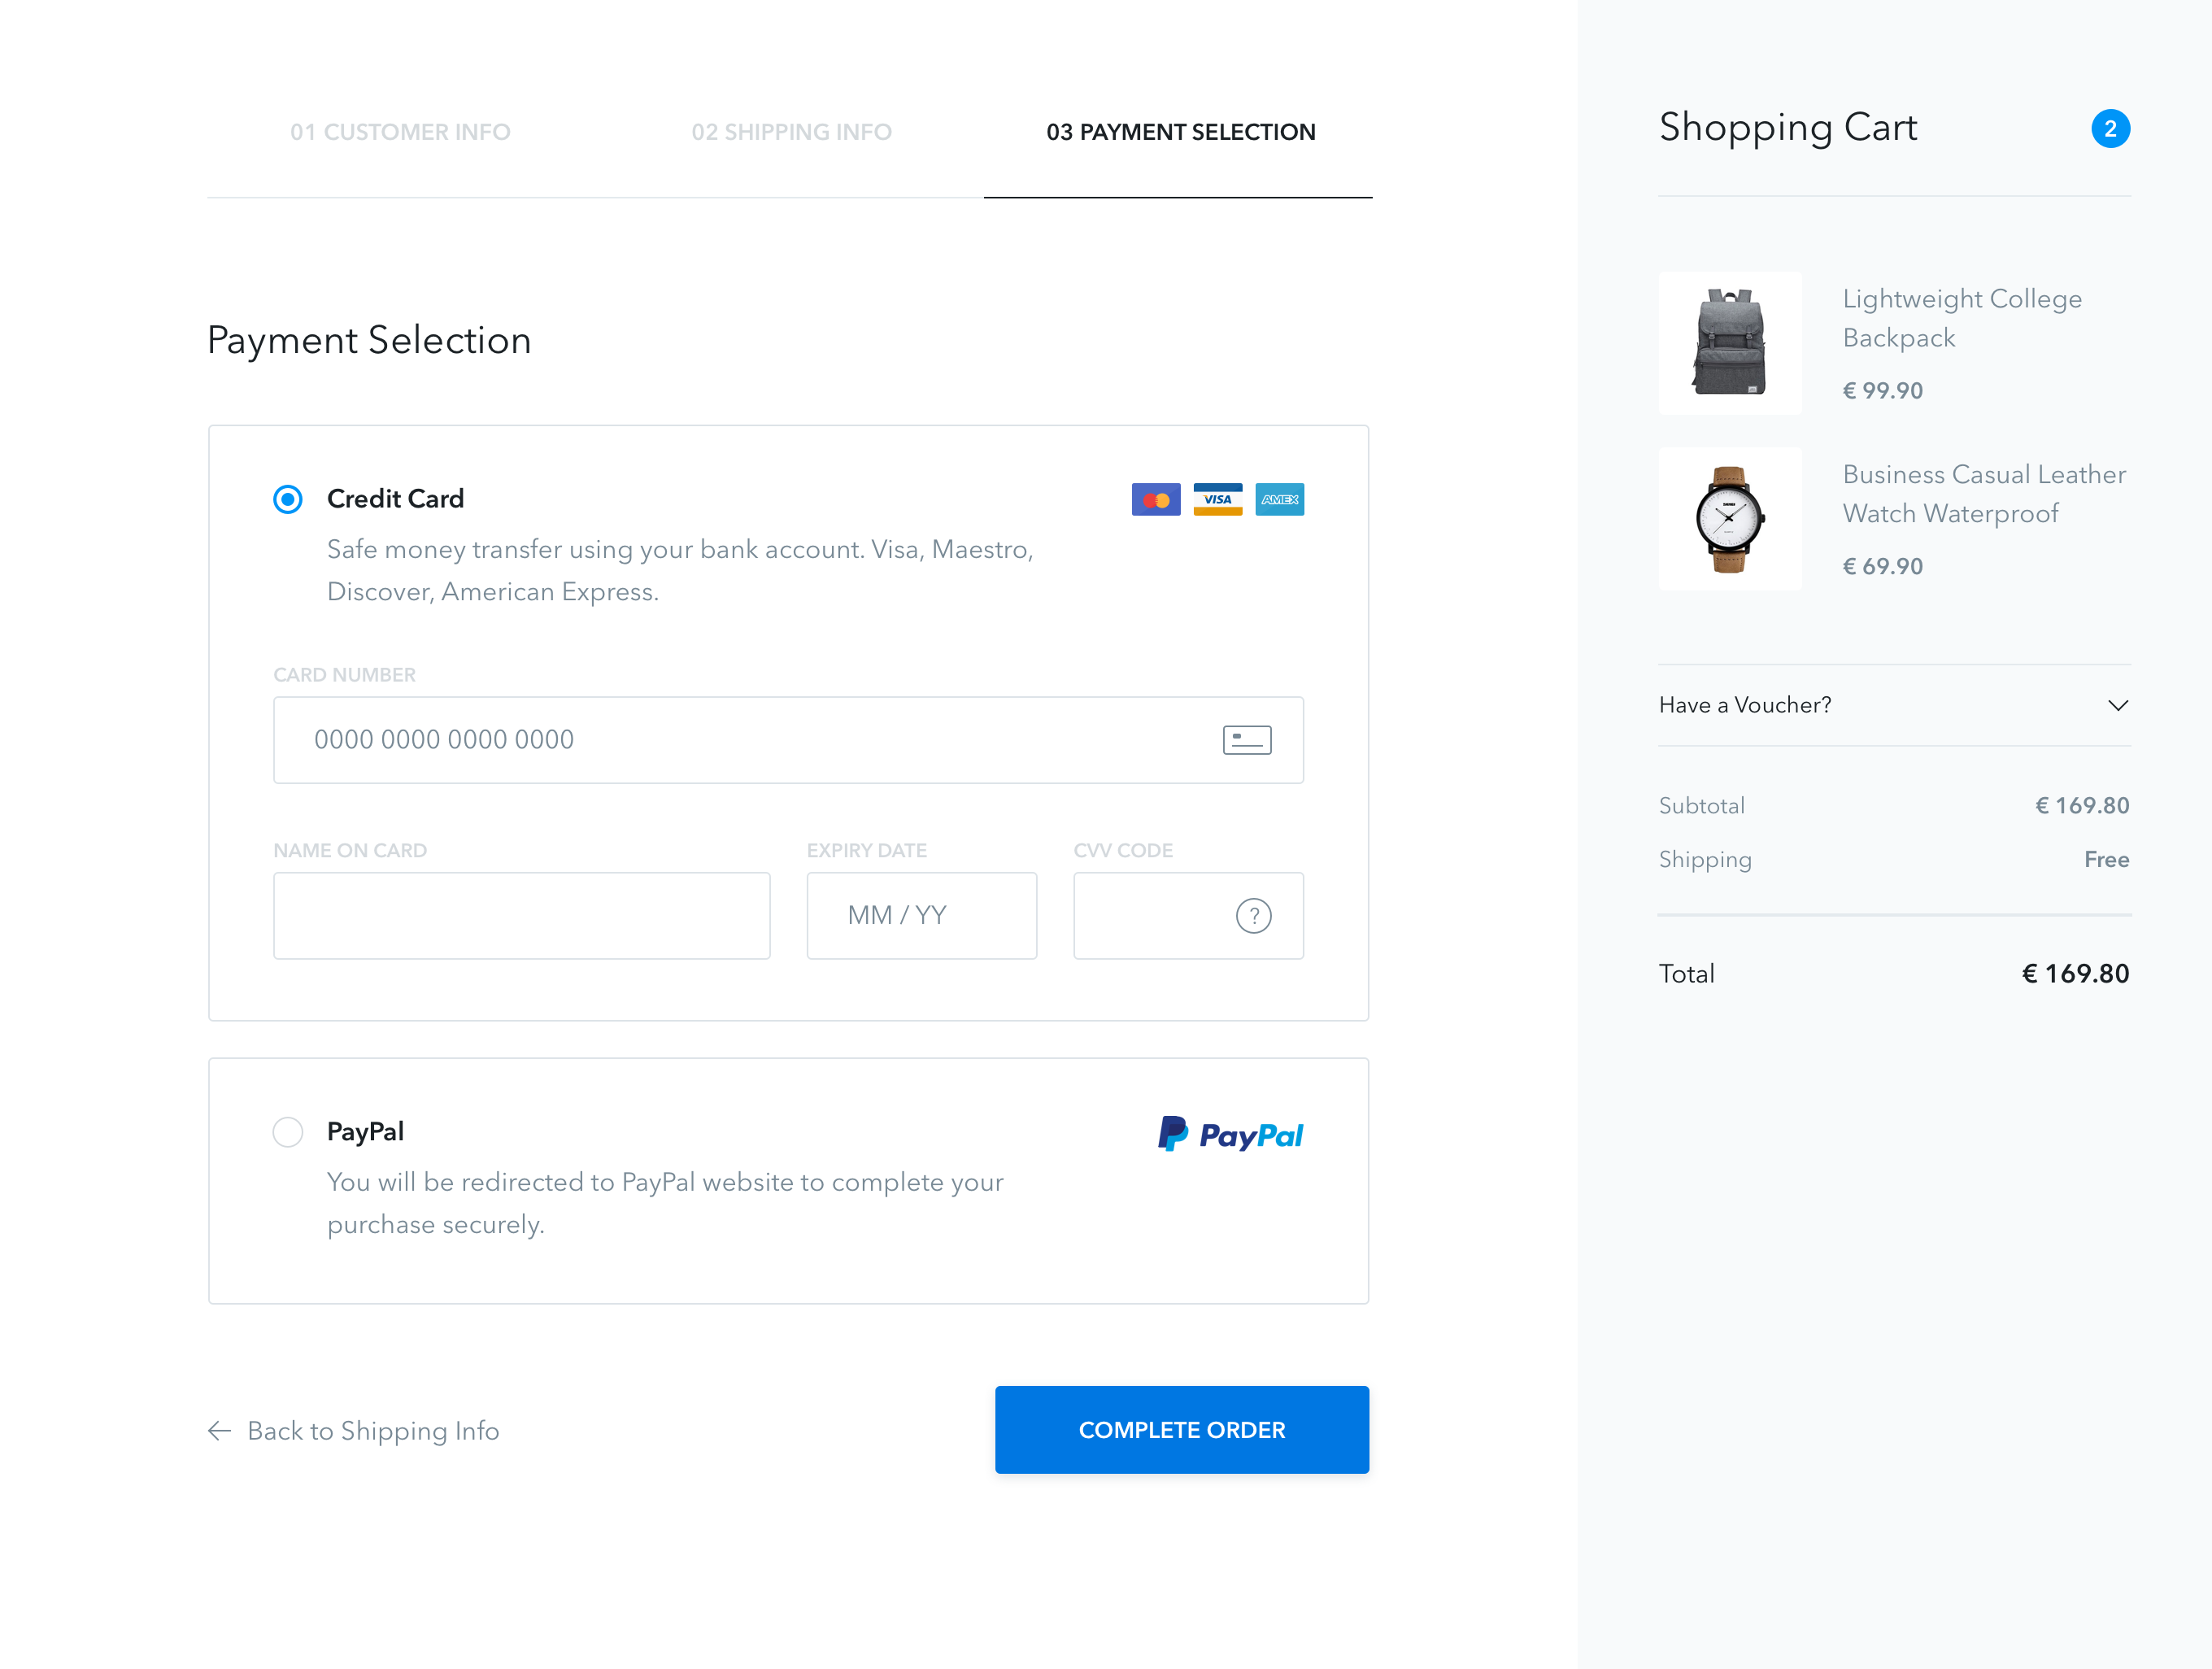 01 CUSTOMER INFO
02 SHIPPING INFO
03 PAYMENT SELECTION
Payment Selection
Credit Card
VISA
AMEX
Safe money transfer using your bank account. Visa, Maestro,
Discover, American Express.
CARD NUMBER
0000 0000 0000 0000
NAME ON CARD
EXPIRY DATE
CVV CODE
MM / YY
?
PayPal
PayPal
You will be redirected to PayPal website to complete your
purchase securely.
Back to Shipping Info
COMPLETE ORDER
Shopping Cart
2
Lightweight College
Backpack
€ 99.90
Business Casual Leather
Watch Waterproof
€ 69.90
Have a Voucher?
Subtotal
€ 169.80
Shipping
Free
Total
€ 169.80